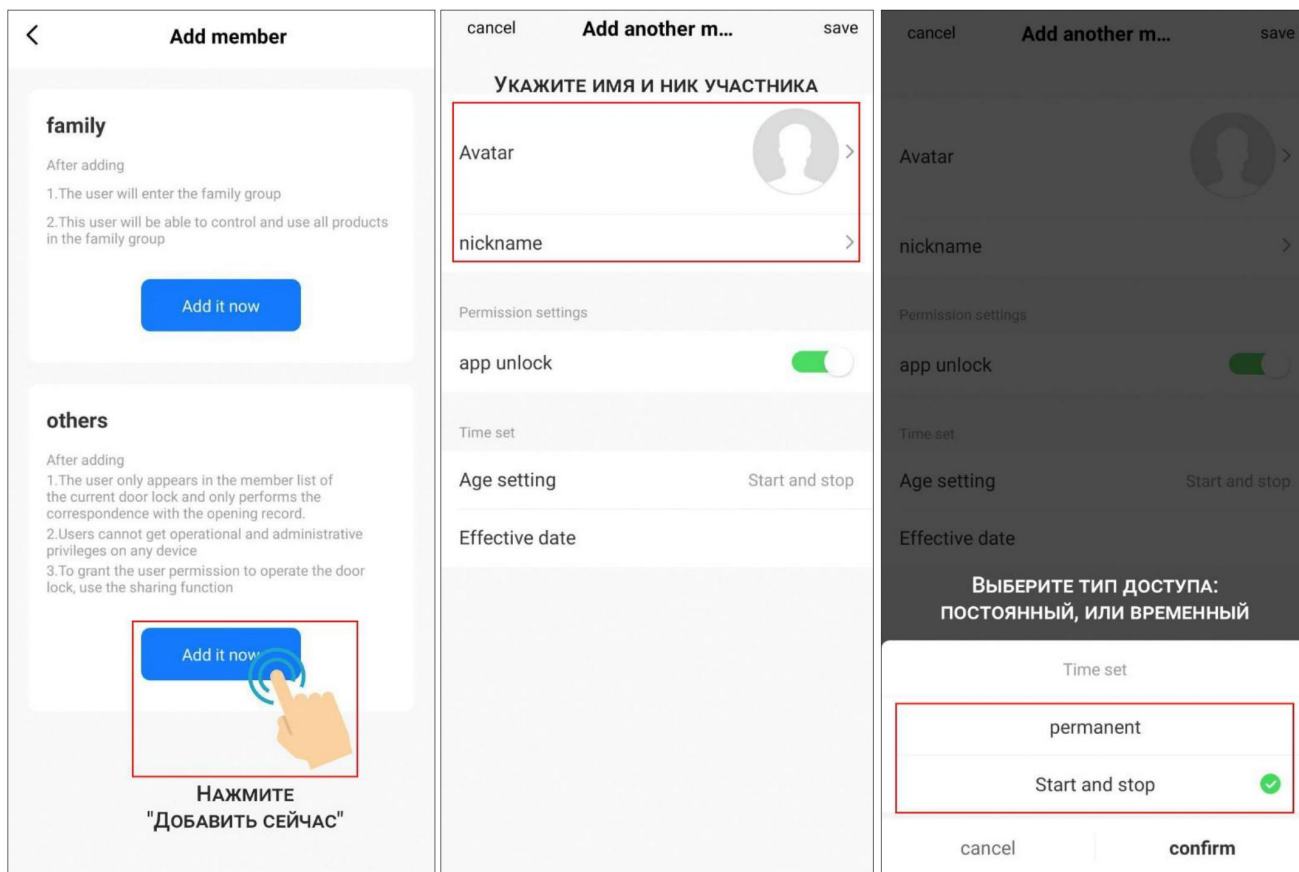 Add member
family
After adding
1.The user will enter the family group
2.This user will be able to control and use all products
in the family group
Add it now
others
After adding
1.The user only appears in the member list of
the current door lock and only performs the
correspondence with the opening record.
2.Users cannot get operational and administrative
privileges on any device
3.To grant the user permission to operate the door
lock, use the sharing function
Add it now
НАЖМИТЕ
"ДОБАВИТЬ СЕЙЧАС"
cancel Add another m... save
УКАЖИТЕ ИМЯ И НИК УЧАСТНИКА
Avatar
nickname
Permission settings
app unlock
Time set
Age setting Start and stop
Effective date
cancel Add another m... save
Avatar
nickname
Permission settings
app unlock
Time set
Age setting Start and stop
Effective date
ВЫБЕРИТЕ ТИП ДОСТУПА:
ПОСТОЯННЫЙ, ИЛИ ВРЕМЕННЫЙ
Time set
permanent
Start and stop
cancel confirm